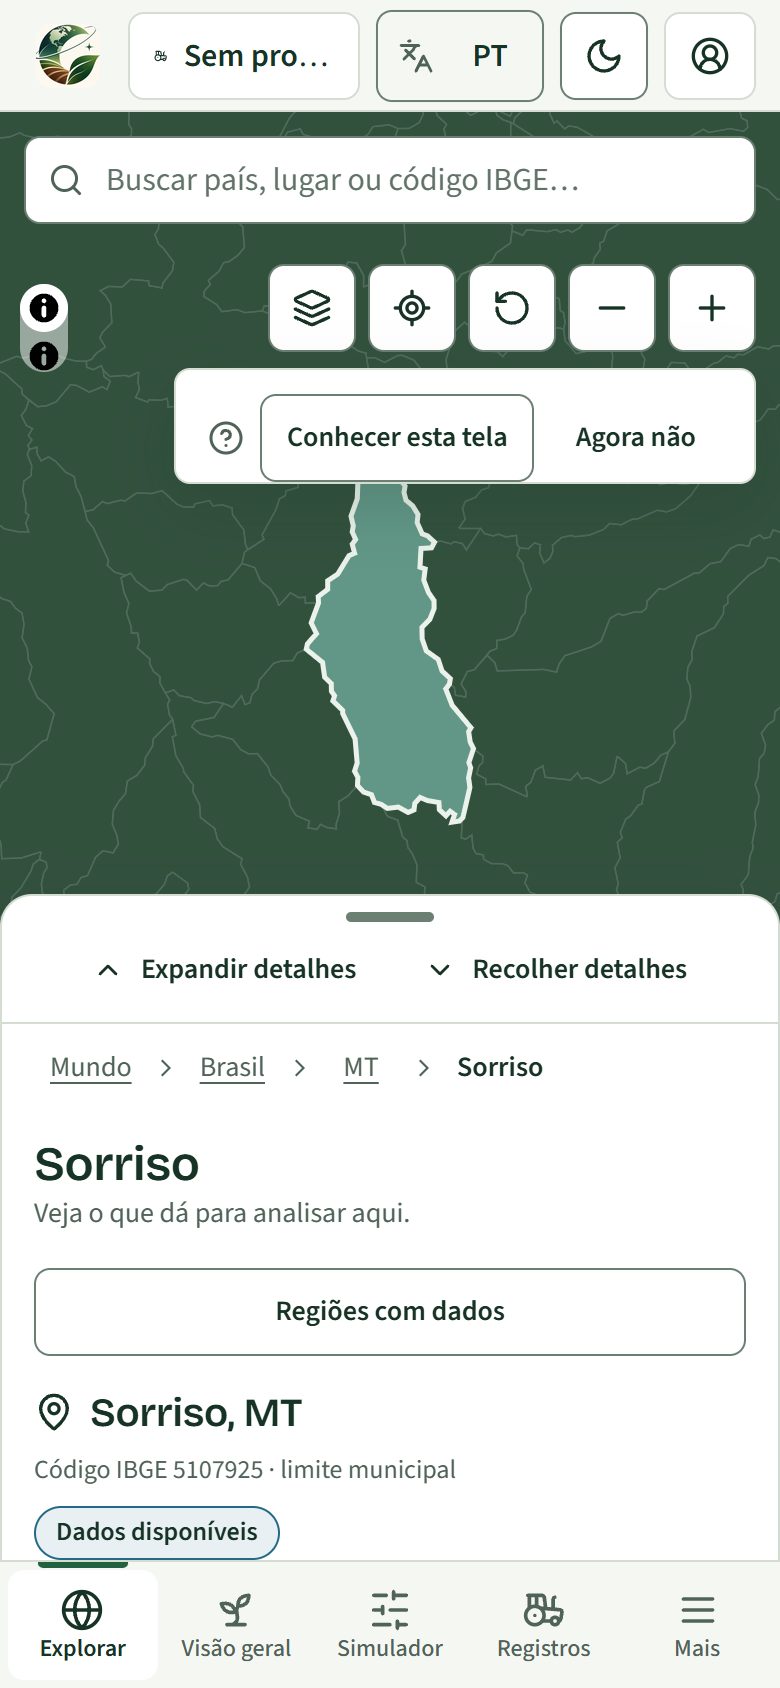 Sem pro…
PT
Buscar país, lugar ou código IBGE…
Conhecer esta tela
Agora não
Expandir detalhes
Recolher detalhes
Mundo > Brasil > MT > Sorriso
Sorriso
Veja o que dá para analisar aqui.
Regiões com dados
Sorriso, MT
Código IBGE 5107925 · limite municipal
Dados disponíveis
Explorar
Visão geral
Simulador
Registros
Mais